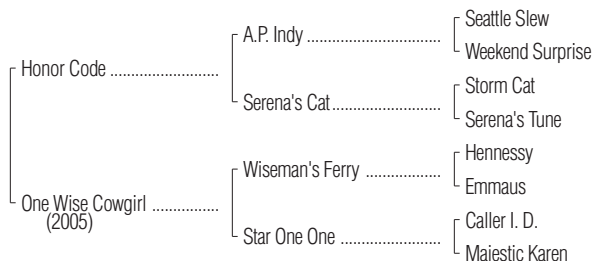 Seattle Slew
A.P. Indy ..............................
Weekend Surprise
Honor Code ........................
Storm Cat
Serena's Cat........................
Serena's Tune
Hennessy
Wiseman's Ferry .................
Emmaus
One Wise Cowgirl ...............
(2005)
Caller I. D.
Star One One ......................
Majestic Karen